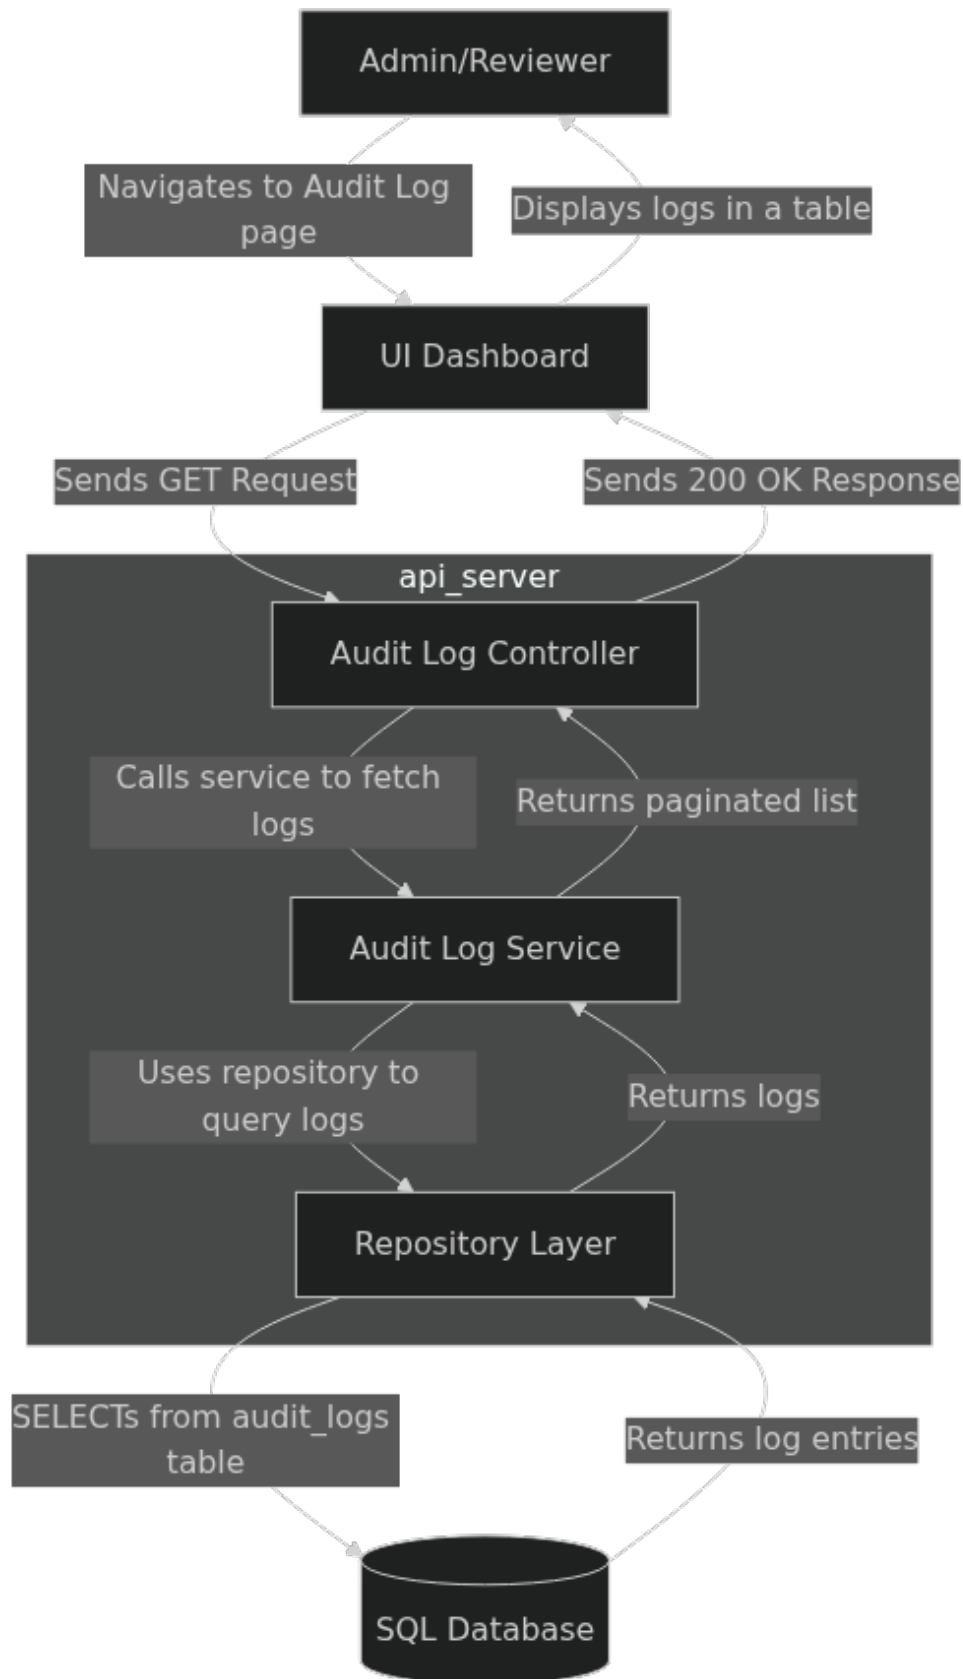 Admin/Reviewer
Navigates to Audit Log
page
Displays logs in a table
UI Dashboard
Sends GET Request
Sends 200 OK Response
api_server
Audit Log Controller
Calls service to fetch
logs
Returns paginated list
Audit Log Service
Uses repository to
query logs
Returns logs
Repository Layer
SELECTs from audit_logs
table
Returns log entries
SQL Database